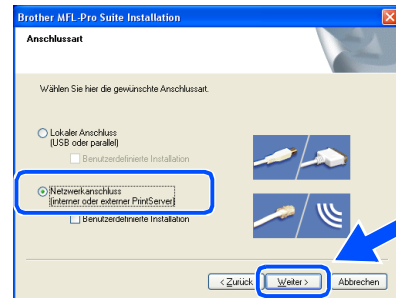 Brother MFL-Pro Suite Installation
Anschlussart
Wählen Sie hier die gewünschte Anschlussart.
Lokaler Anschluss
(USB oder parallel)
Benutzerdefinierte Installation
Netzwerkanschluss
(interner oder externer PrintServer)
Benutzerdefinierte Installation
< Zurück Weiter > Abbrechen